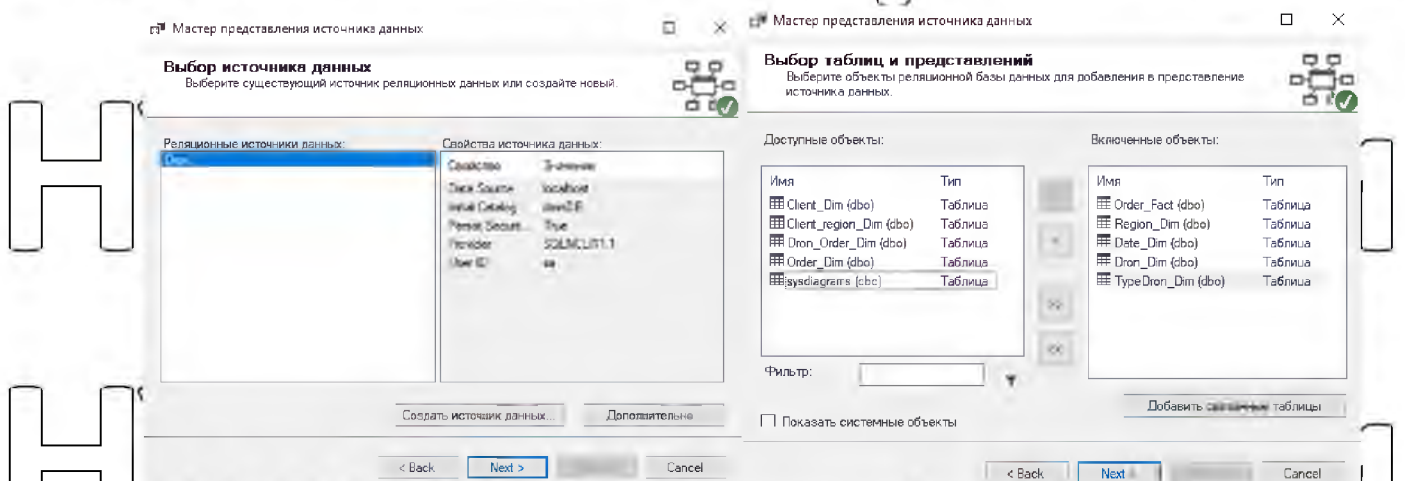 Мастер представления источника данных
Выбор источника данных
Выберите существующий источник реляционных данных или создайте новый.
Реляционные источники данных:
Свойства источника данных:
Свойство Значение
Data Source localhost
Initial Catalog
Persist Securit... True
Provider SQLNCLI11.1
User ID sa
Создать источник данных...
Дополнительно
< Back
Next >
Cancel
Мастер представления источника данных
Выбор таблиц и представлений
Выберите объекты реляционной базы данных для добавления в представление
источника данных.
Доступные объекты:
Имя Тип
Client_Dim (dbo) Таблица
Client_region_Dim (dbo) Таблица
Dron_Order_Dim (dbo) Таблица
Order_Dim (dbo) Таблица
sysdiagrams (dbo) Таблица
Включенные объекты:
Имя Тип
Order_Fact (dbo) Таблица
Region_Dim (dbo) Таблица
Date_Dim (dbo) Таблица
Dron_Dim (dbo) Таблица
TypeDron_Dim (dbo) Таблица
>>
<<
Фильтр:
Добавить связанные таблицы
Показать системные объекты
< Back
Next
Cancel
Н
Н